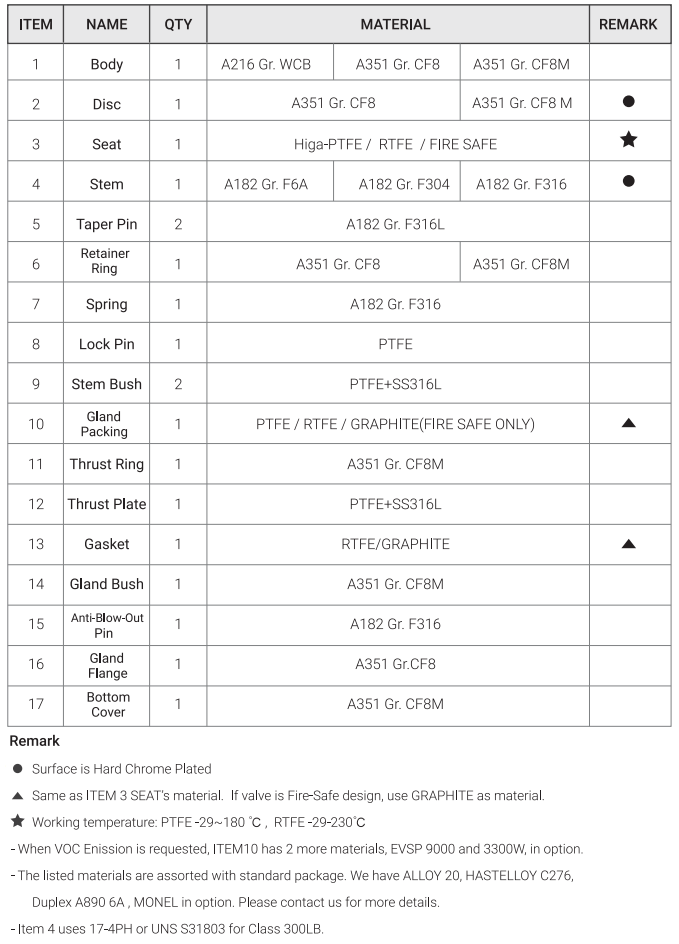 ITEM NAME QTY MATERIAL REMARK
1 Body 1 A216 Gr. WCB A351 Gr. CF8 A351 Gr. CF8M
2 Disc 1 A351 Gr. CF8 A351 Gr. CF8 M ●
3 Seat 1 Higa-PTFE / RTFE / FIRE SAFE ★
4 Stem 1 A182 Gr. F6A A182 Gr. F304 A182 Gr. F316 ●
5 Taper Pin 2 A182 Gr. F316L
6 Retainer
Ring 1 A351 Gr. CF8 A351 Gr. CF8M
7 Spring 1 A182 Gr. F316
8 Lock Pin 1 PTFE
9 Stem Bush 2 PTFE+SS316L
10 Gland
Packing 1 PTFE / RTFE / GRAPHITE(FIRE SAFE ONLY) ▲
11 Thrust Ring 1 A351 Gr. CF8M
12 Thrust Plate 1 PTFE+SS316L
13 Gasket 1 RTFE/GRAPHITE ▲
14 Gland Bush 1 A351 Gr. CF8M
15 Anti-Blow-Out
Pin 1 A182 Gr. F316
16 Gland
Flange 1 A351 Gr.CF8
17 Bottom
Cover 1 A351 Gr. CF8M
Remark
● Surface is Hard Chrome Plated
▲ Same as ITEM 3 SEAT's material. If valve is Fire-Safe design, use GRAPHITE as material.
★ Working temperature: PTFE -29~180 ℃ , RTFE -29-230℃
- When VOC Enission is requested, ITEM10 has 2 more materials, EVSP 9000 and 3300W, in option.
- The listed materials are assorted with standard package. We have ALLOY 20, HASTELLOY C276,
Duplex A890 6A , MONEL in option. Please contact us for more details.
- Item 4 uses 17-4PH or UNS S31803 for Class 300LB.